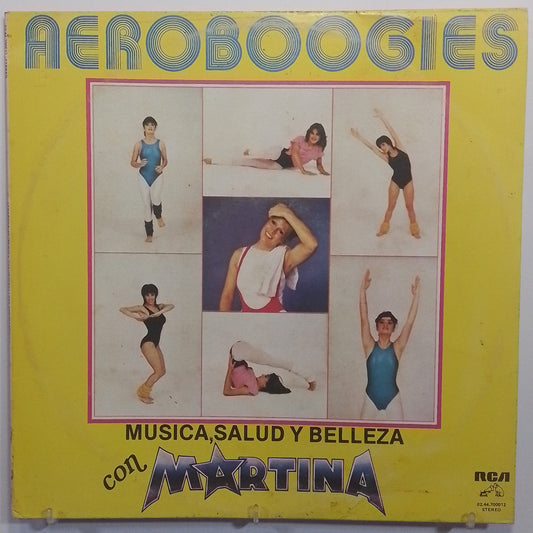 AEROBOOGIES
MUSICA, SALUD Y BELLEZA
con MARTINA
RCA
STEREO